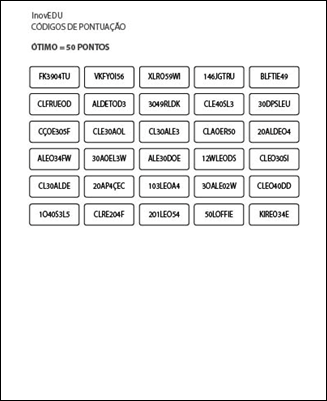 InovEDU
CÓDIGOS DE PONTUAÇÃO
ÓTIMO = 50 PONTOS
FK3904TU VKFYOI56 XLRO59WI 146JGTRU BLFTIE49
CLFRUEOD ALDETOD3 3049RLDK CLE40SL3 30DPSLEU
CÇOE305F CLE30AOL CL30ALE3 CLAOER50 20ALDEO4
ALEO34FW 30AOEL3W ALE30DOE 12WLEODS CLEO30SI
CL30ALDE 20AP4ÇEC 103LEOA4 3OALE02W CLEO40DD
1O40S3L5 CLRE204F 201LEO54 50LOFFIE KIREO34E